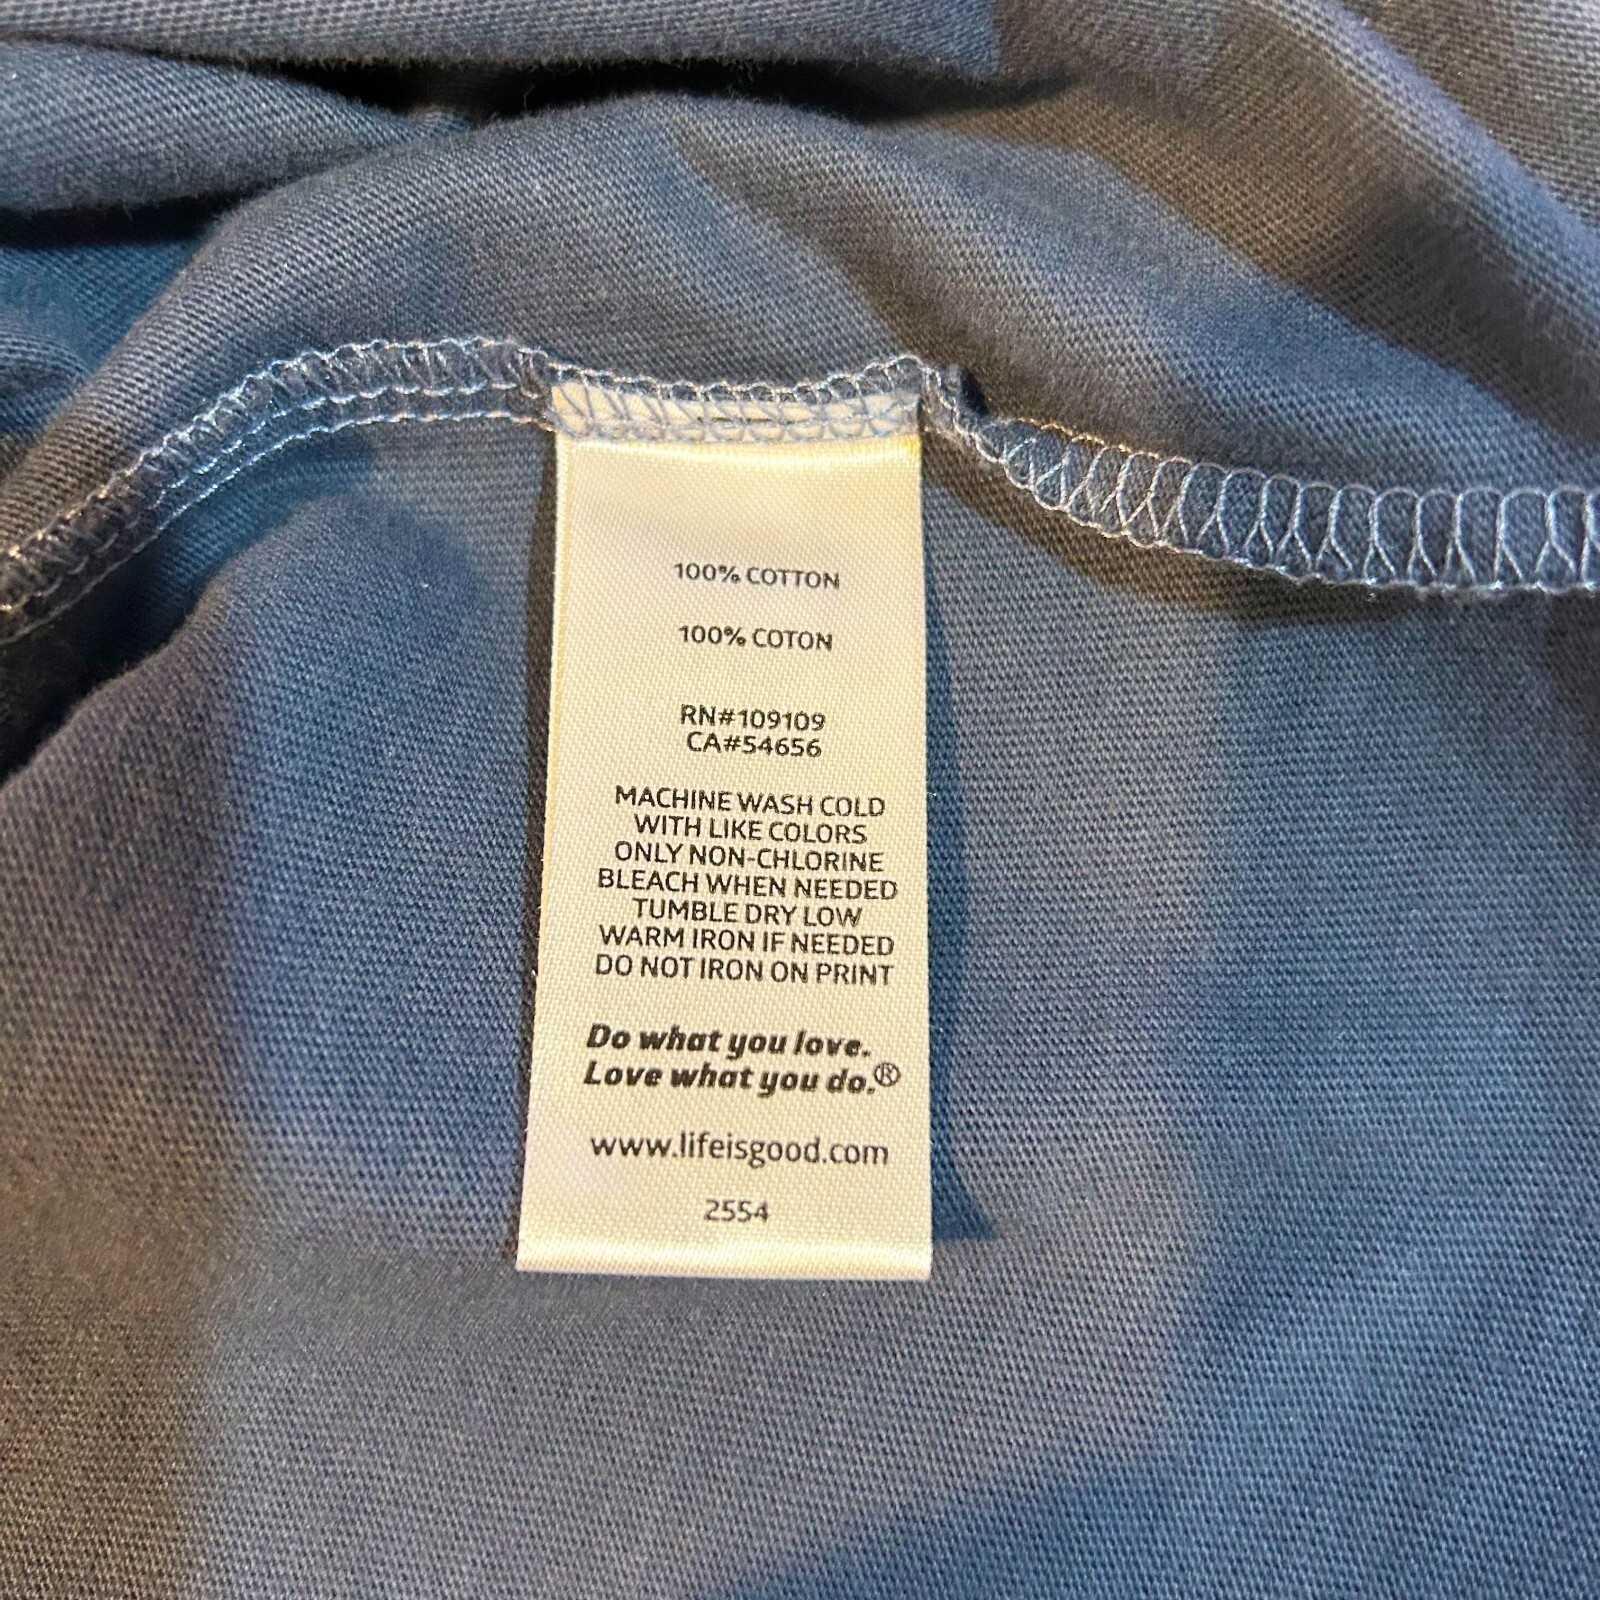 100% COTTON
100% COTON
RN#109109
CA#54656
MACHINE WASH COLD
WITH LIKE COLORS
ONLY NON-CHLORINE
BLEACH WHEN NEEDED
TUMBLE DRY LOW
WARM IRON IF NEEDED
DO NOT IRON ON PRINT
Do what you love.
Love what you do.®
www.lifeisgood.com
2554